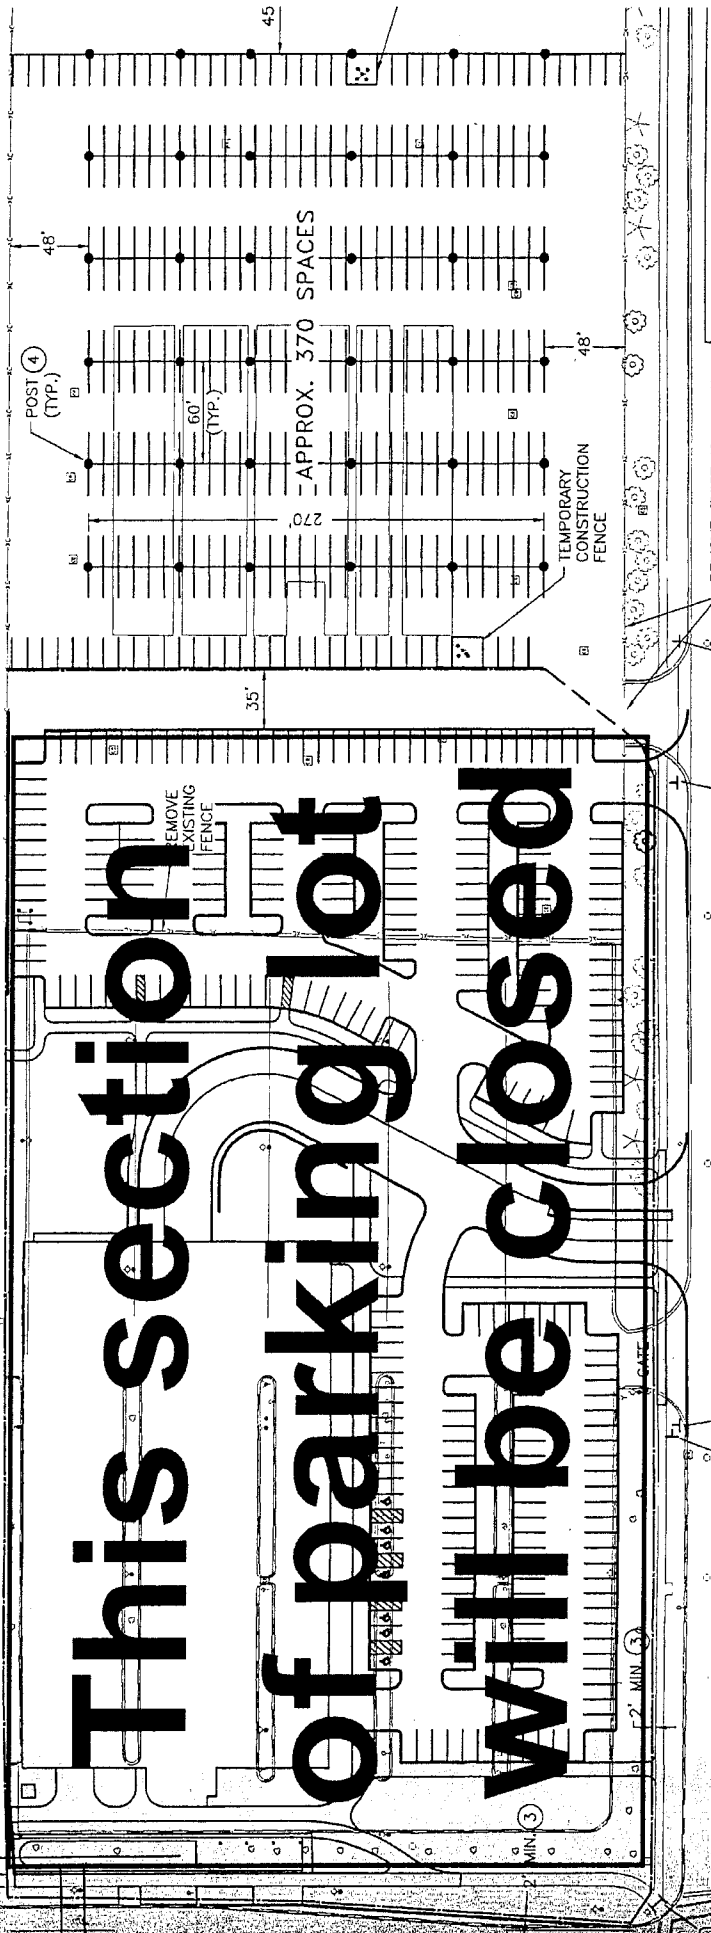 45
48'
POST 4
(TYP.)
60'
(TYP.)
APPROX. 370 SPACES
48'
270'
TEMPORARY
CONSTRUCTION
FENCE
35'
REMOVE
EXISTING
FENCE
This section
of parking lot
will be closed
GATE
2' MIN. 3
2' MIN. 3